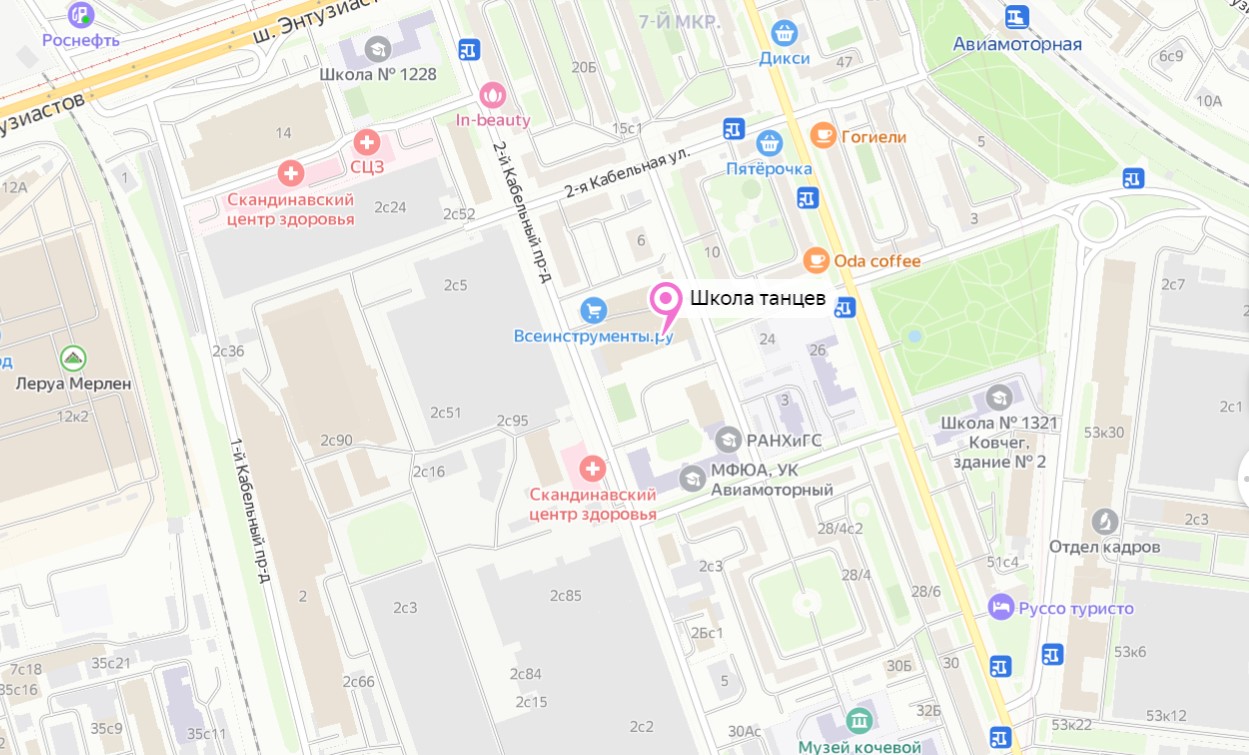 Роснефть
ш. Энтузиастов
Школа № 1228
7-Й МКР.
Дикси
47
Авиамоторная
6с9
10А
20Б
In-beauty
узиастов
14
СЦЗ
15с1
Гогиели
5
2-я Кабельная ул.
Пятёрочка
12А
1
Скандинавский
центр здоровья
2с24
2с52
2-й Кабельный пр-д
6
10
3
Oda coffee
2с5
2с7
Школа танцев
Всеинструменты.ру
24
26
2с36
Леруа Мерлен
12к2
2с51
2с95
3
2с1
Школа № 1321
Ковчег,
здание № 2
53к30
2с90
РАНХиГС
2с16
МФЮА, УК
Авиамоторный
1-й Кабельный пр-д
Скандинавский
центр здоровья
28/4с2
2с3
Отдел кадров
51с4
2с3
28/4
28/6
2
2с3
2с85
Руссо туристо
2Бс1
53к6
7с18
35с21
35с16
2с66
2с84
2с15
5
30Б
30
35с9
35с11
2с2
30Ас
32Б
53к22
53к12
Музей кочевой